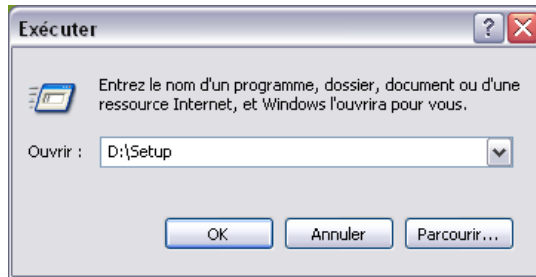 Exécuter
Entrez le nom d'un programme, dossier, document ou d'une
ressource Internet, et Windows l'ouvrira pour vous.
Ouvrir : D:\Setup
OK Annuler Parcourir...